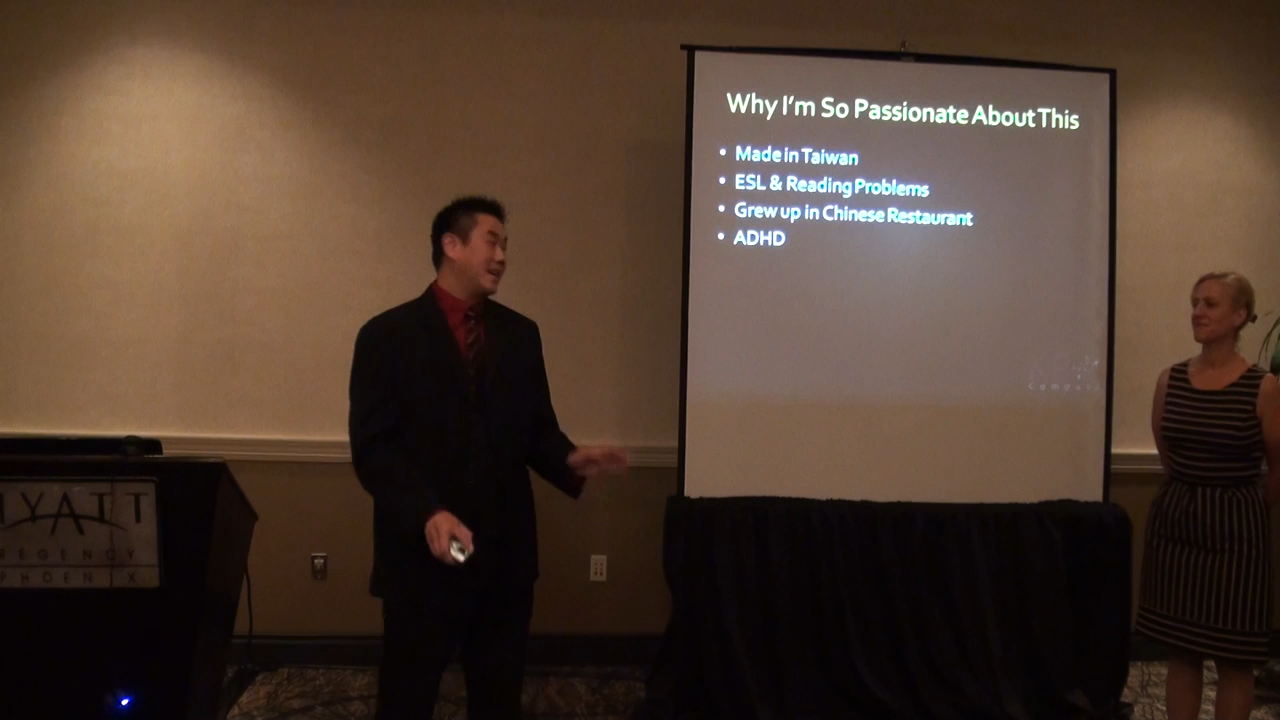 Why I'm So Passionate About This
• Made in Taiwan
• ESL & Reading Problems
• Grew up in Chinese Restaurant
• ADHD
HYATT
REGENCY
PHOENIX